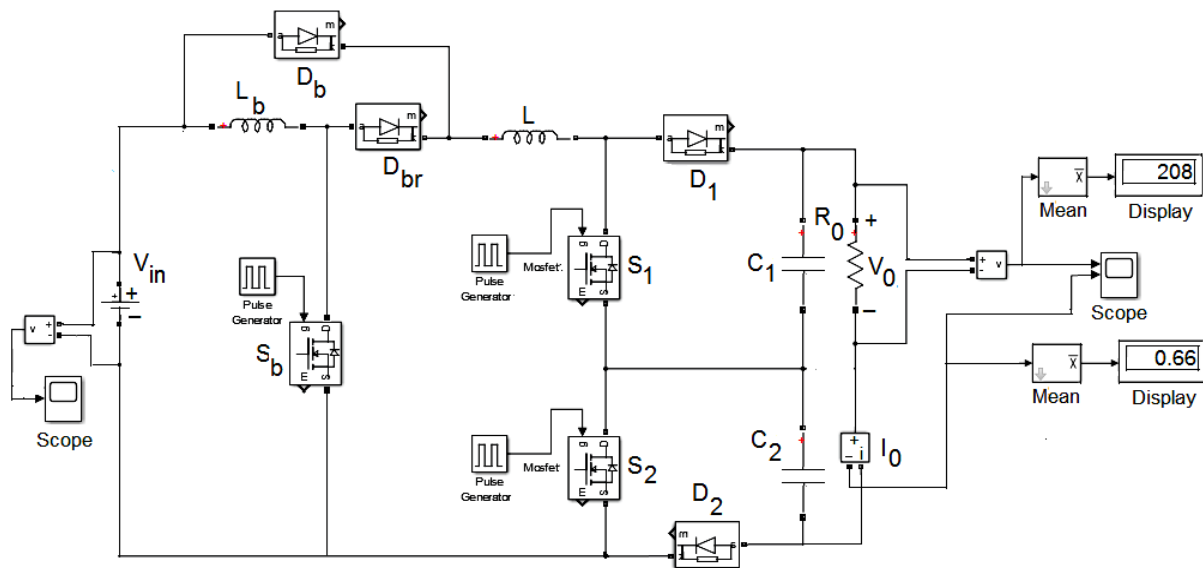 m
a
k
D_b
L_b
L
m
a
k
D_br
m
a
k
D_1
208
x̄
Mean
Display
R_0
+
V_in
+
+
−
Pulse
Generator
Mosfet
g
D
m
S
S_1
C_1
V_0
−
+
-
v
Scope
v
+
-
Scope
Pulse
Generator
g
D
m
S
S_b
0.66
x̄
Mean
Display
Pulse
Generator
Mosfet
g
D
m
S
S_2
C_2
+
-
i
I_0
D_2
m
a
k